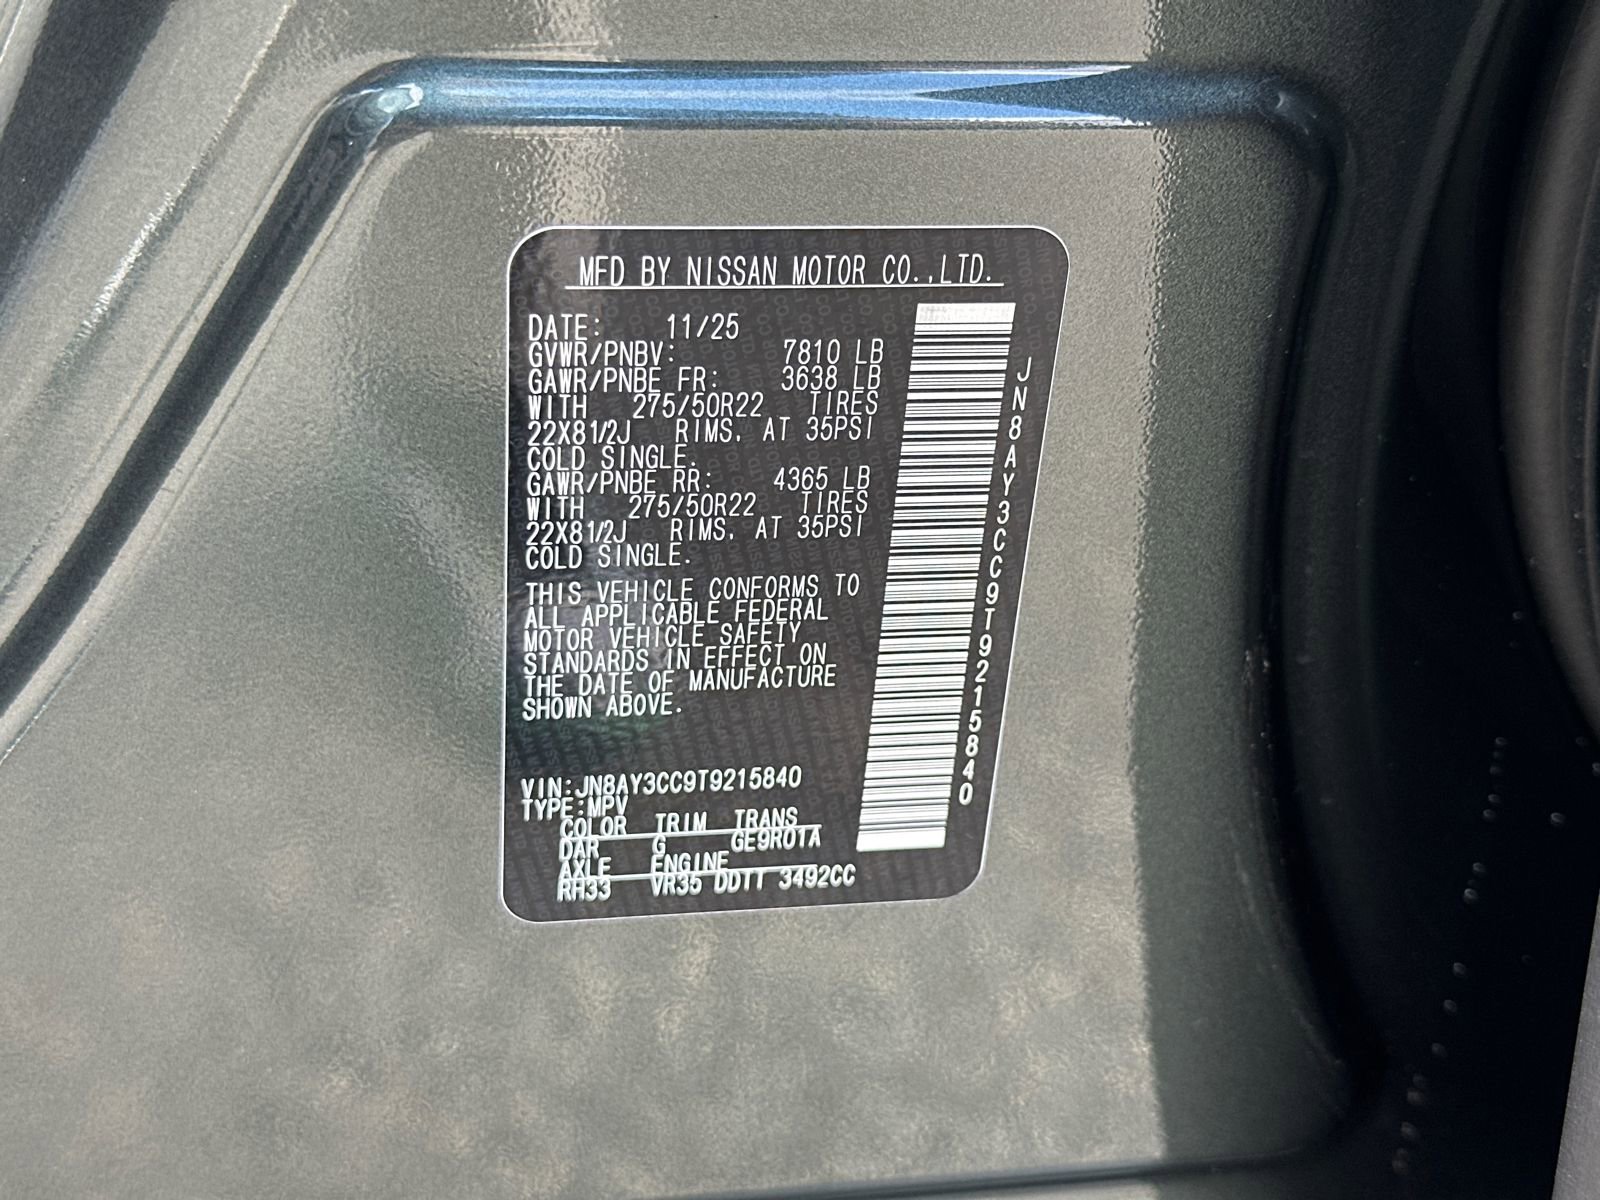 MFD BY NISSAN MOTOR CO.,LTD.
DATE: 11/25
GVWR/PNBV: 7810 LB
GAWR/PNBE FR: 3638 LB
WITH 275/50R22 TIRES
22X81/2J RIMS, AT 35PSI
COLD SINGLE.
GAWR/PNBE RR: 4365 LB
WITH 275/50R22 TIRES
22X81/2J RIMS, AT 35PSI
COLD SINGLE.
THIS VEHICLE CONFORMS TO
ALL APPLICABLE FEDERAL
MOTOR VEHICLE SAFETY
STANDARDS IN EFFECT ON
THE DATE OF MANUFACTURE
SHOWN ABOVE.
VIN:JN8AY3CC9T9215840
TYPE:MPV
COLOR TRIM TRANS
DAR G GE9R01A
AXLE ENGINE
RH33 VR35 DDTT 3492CC
JN8AY3CC9T9215840